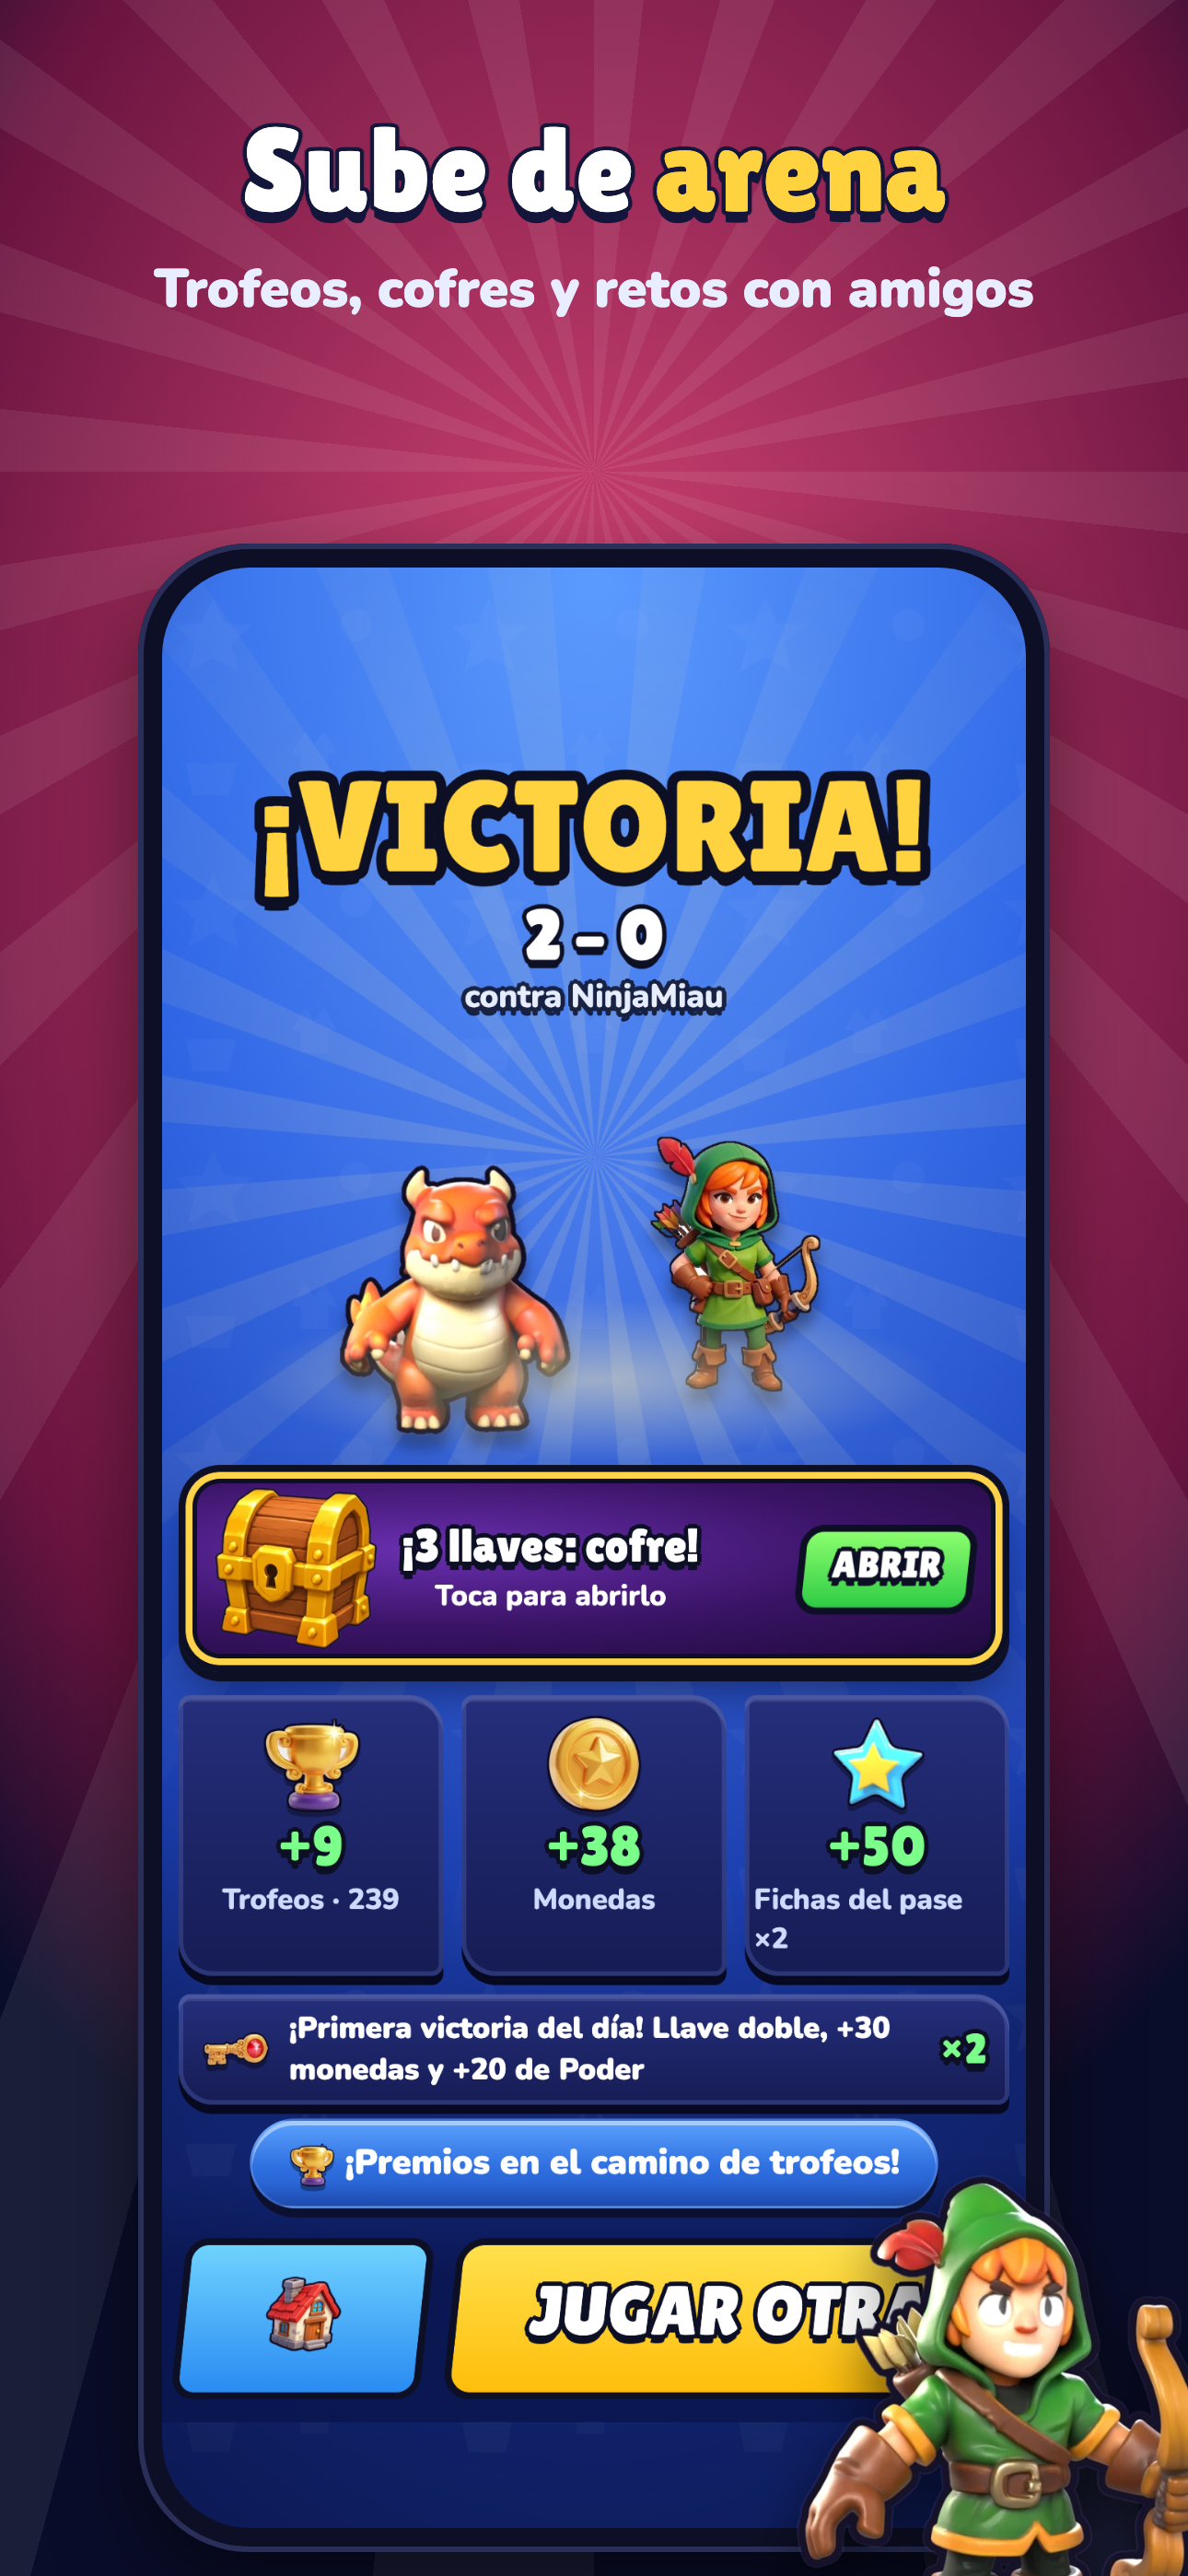 Sube de arena
Trofeos, cofres y retos con amigos
¡VICTORIA!
2 – 0
contra NinjaMiau
¡3 llaves: cofre!
Toca para abrirlo
ABRIR
+9
Trofeos · 239
+38
Monedas
+50
Fichas del pase
×2
¡Primera victoria del día! Llave doble, +30
monedas y +20 de Poder
×2
¡Premios en el camino de trofeos!
JUGAR OTRA